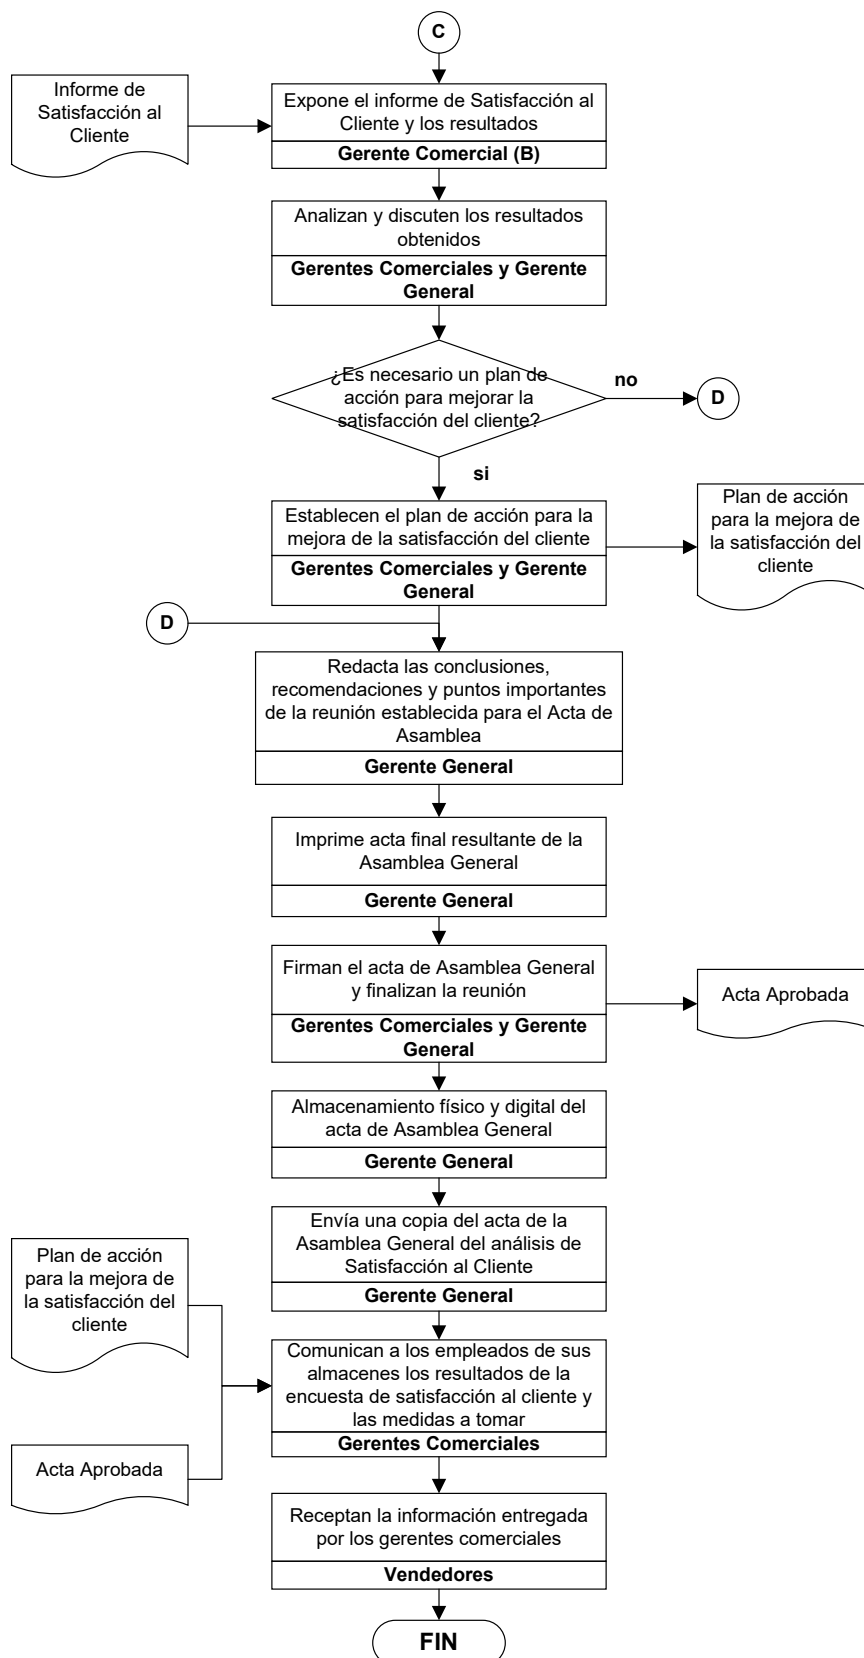 C
Informe de
Satisfacción al
Cliente
Expone el informe de Satisfacción al
Cliente y los resultados
Gerente Comercial (B)
Analizan y discuten los resultados
obtenidos
Gerentes Comerciales y Gerente
General
¿Es necesario un plan de
acción para mejorar la
satisfacción del cliente?
no
D
si
Establecen el plan de acción para la
mejora de la satisfacción del cliente
Gerentes Comerciales y Gerente
General
Plan de acción
para la mejora de
la satisfacción del
cliente
D
Redacta las conclusiones,
recomendaciones y puntos importantes
de la reunión establecida para el Acta de
Asamblea
Gerente General
Imprime acta final resultante de la
Asamblea General
Gerente General
Firman el acta de Asamblea General
y finalizan la reunión
Gerentes Comerciales y Gerente
General
Acta Aprobada
Almacenamiento físico y digital del
acta de Asamblea General
Gerente General
Envía una copia del acta de la
Asamblea General del análisis de
Satisfacción al Cliente
Gerente General
Plan de acción
para la mejora de
la satisfacción del
cliente
Comunican a los empleados de sus
almacenes los resultados de la
encuesta de satisfacción al cliente y
las medidas a tomar
Gerentes Comerciales
Acta Aprobada
Receptan la información entregada
por los gerentes comerciales
Vendedores
FIN